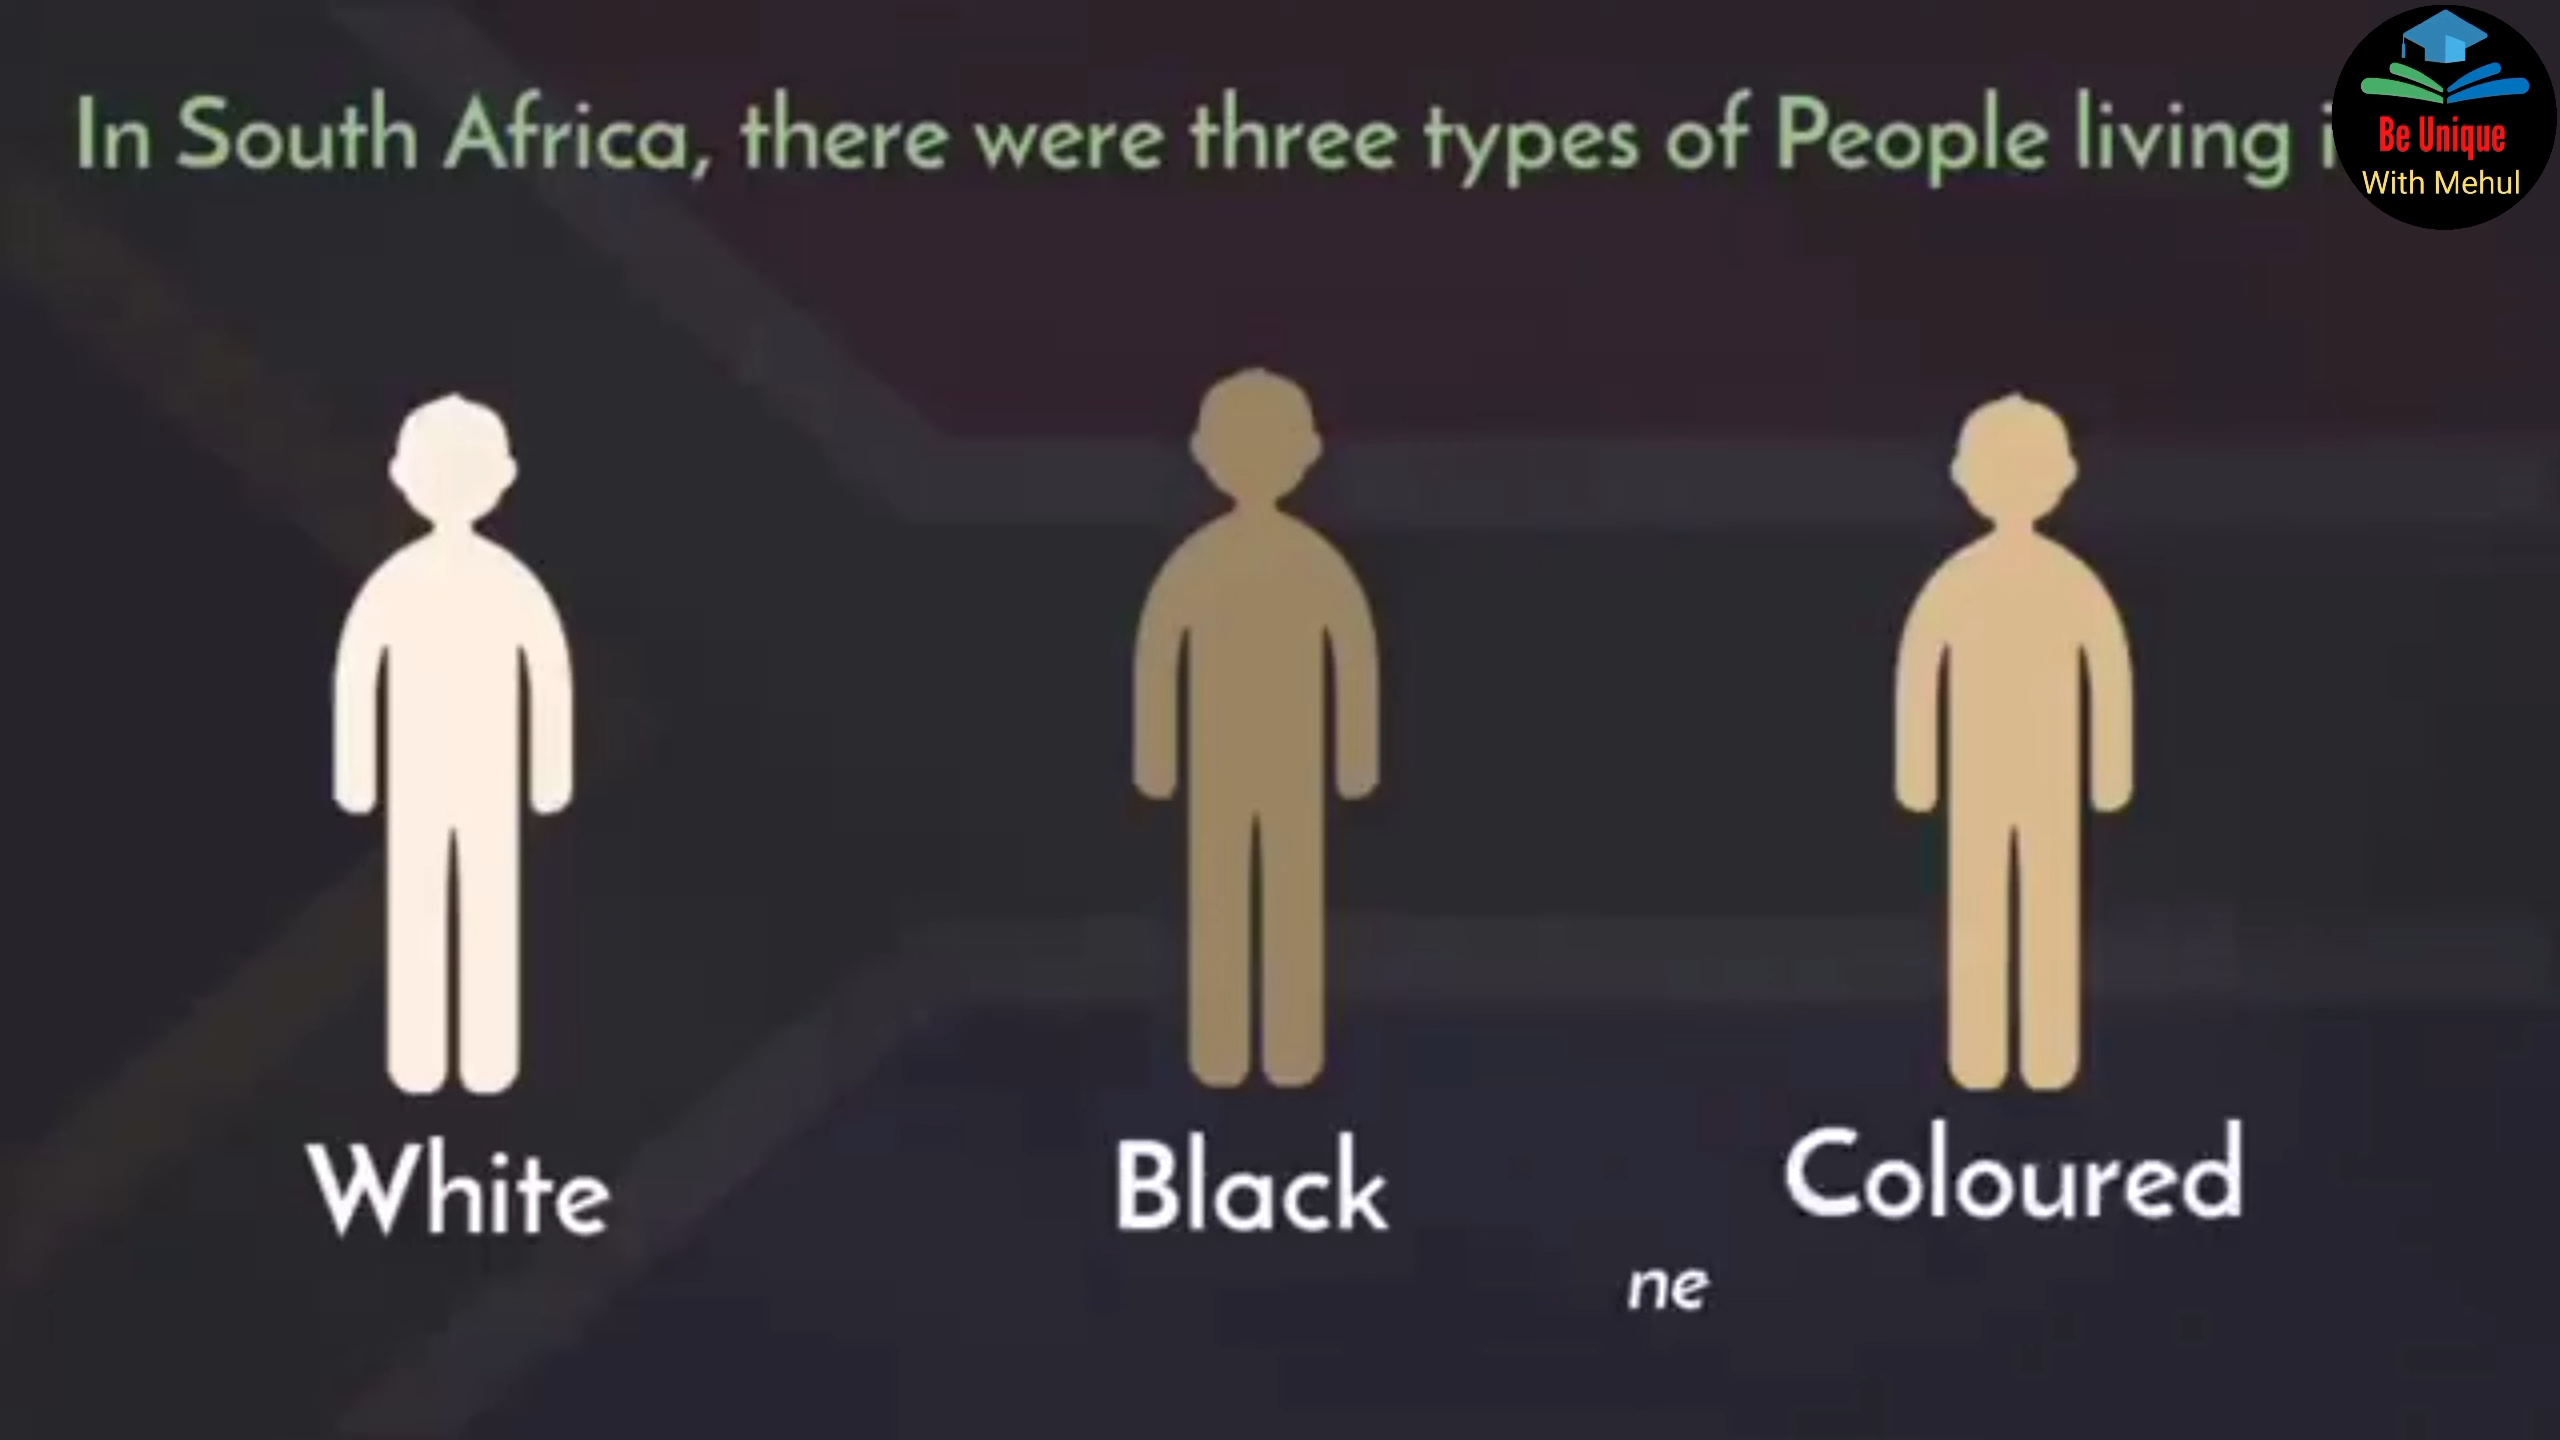 In South Africa, there were three types of People living i
Be Unique
With Mehul
White Black Coloured
ne